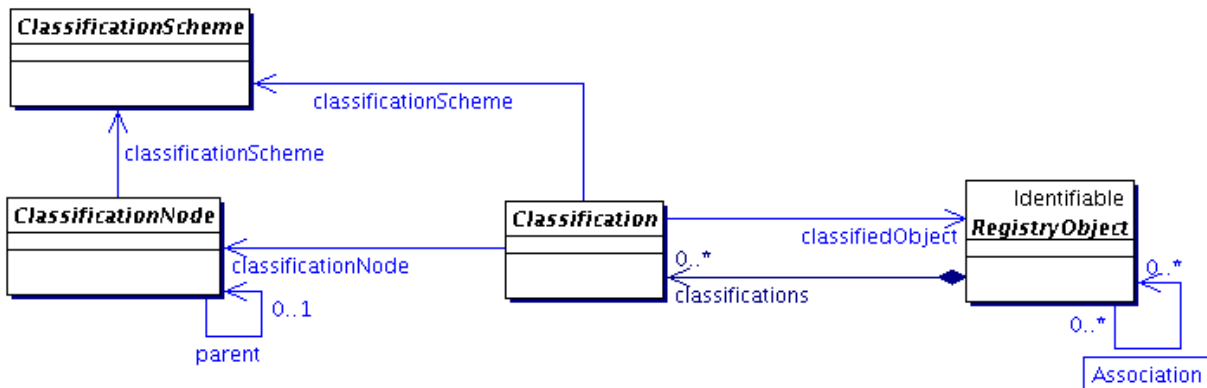 ClassificationScheme
classificationScheme
classificationScheme
ClassificationNode
Classification
Identifiable
RegistryObject
classifiedObject
classificationNode
0..*
0..*
classifications
0..1
0..*
parent
Association